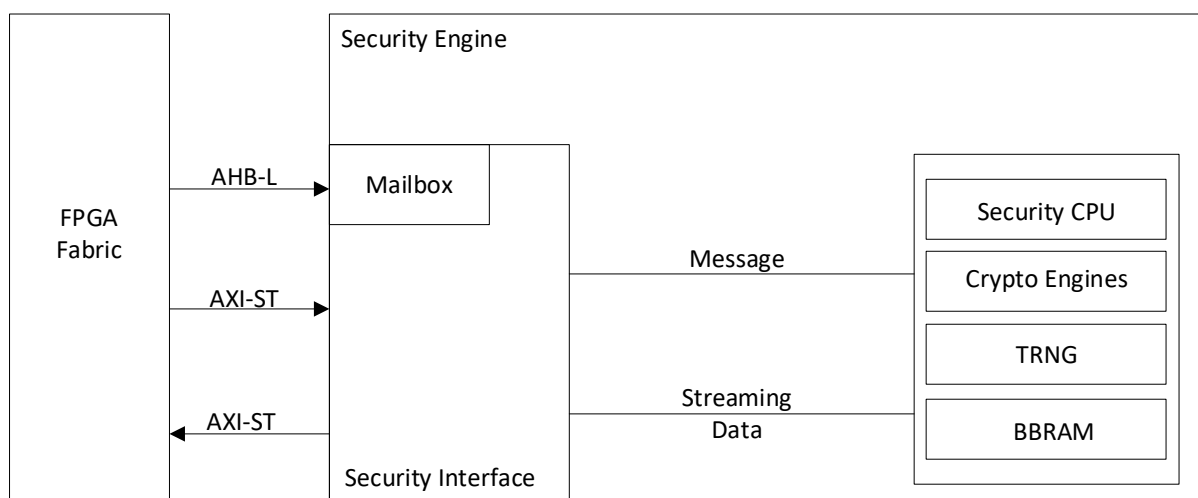 Security Engine
AHB-L
Mailbox
FPGA
Fabric
AXI-ST
AXI-ST
Security Interface
Message
Streaming
Data
Security CPU
Crypto Engines
TRNG
BBRAM